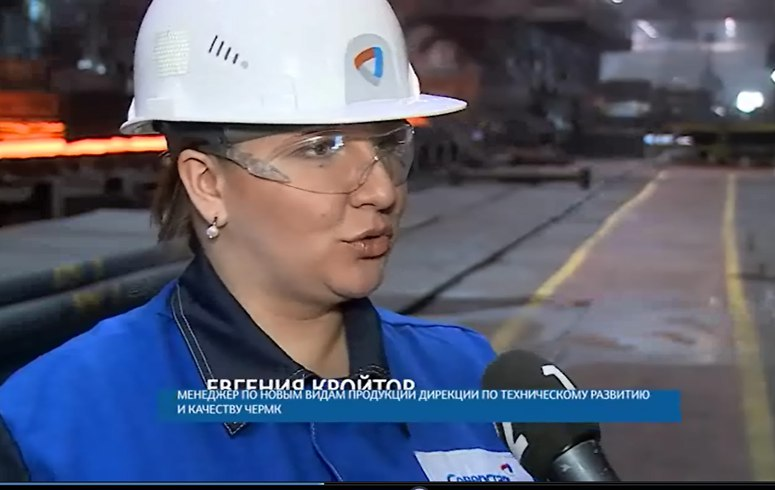 ЕВГЕНИЯ КРОЙТОР
МЕНЕДЖЕР ПО НОВЫМ ВИДАМ ПРОДУКЦИИ ДИРЕКЦИИ ПО ТЕХНИЧЕСКОМУ РАЗВИТИЮ
И КАЧЕСТВУ ЧЕРМК